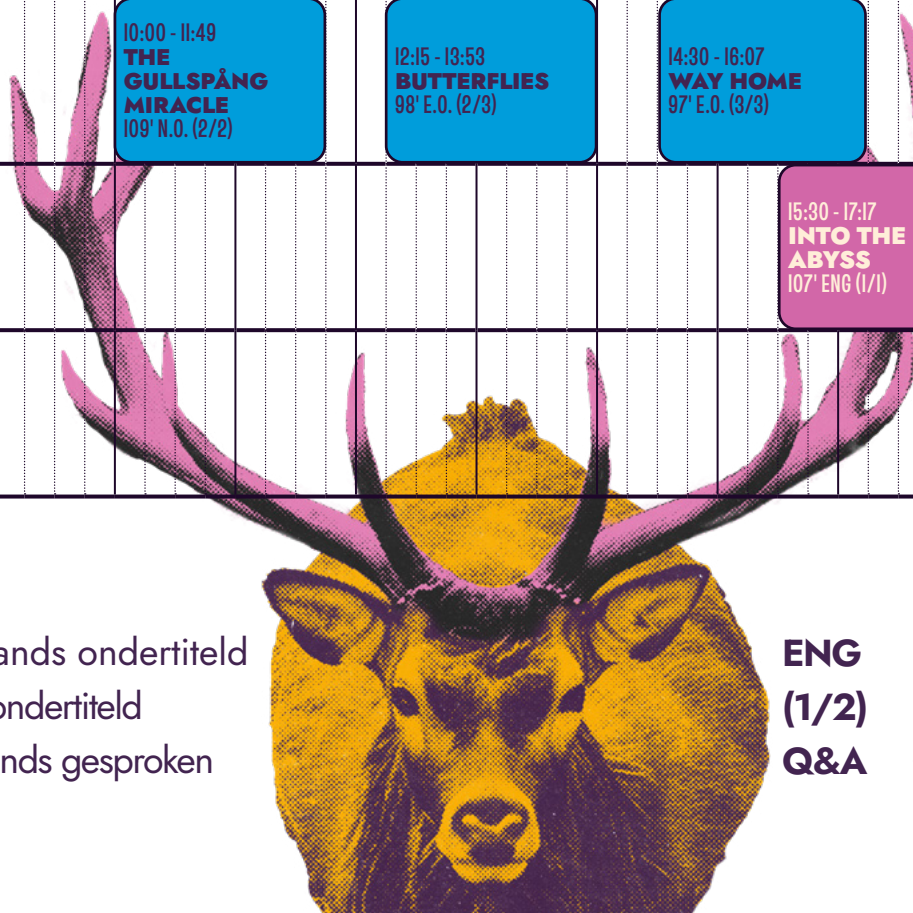 10:00 - 11:49
THE
GULLSPÅNG
MIRACLE
109' N.O. (2/2)
12:15 - 13:53
BUTTERFLIES
98' E.O. (2/3)
14:30 - 16:07
WAY HOME
97' E.O. (3/3)
15:30 - 17:17
INTO THE
ABYSS
107' ENG (1/1)
ands ondertiteld
ondertiteld
nds gesproken
ENG
(1/2)
Q&A